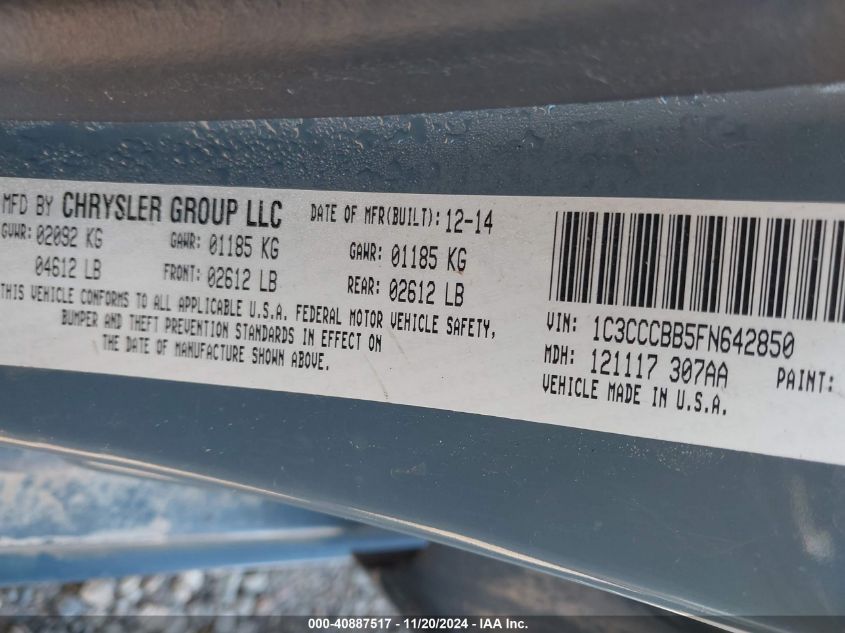 MFD BY CHRYSLER GROUP LLC DATE OF MFR(BUILT): 12-14
GVWR: 02092 KG GAWR: 01185 KG GAWR: 01185 KG
04612 LB FRONT: 02612 LB REAR: 02612 LB
THIS VEHICLE CONFORMS TO ALL APPLICABLE U.S.A. FEDERAL MOTOR VEHICLE SAFETY,
BUMPER AND THEFT PREVENTION STANDARDS IN EFFECT ON
THE DATE OF MANUFACTURE SHOWN ABOVE.
VIN: 1C3CCCBB5FN642850
MDH: 121117 307AA PAINT:
VEHICLE MADE IN U.S.A.
000-40887517 - 11/20/2024 - IAA Inc.